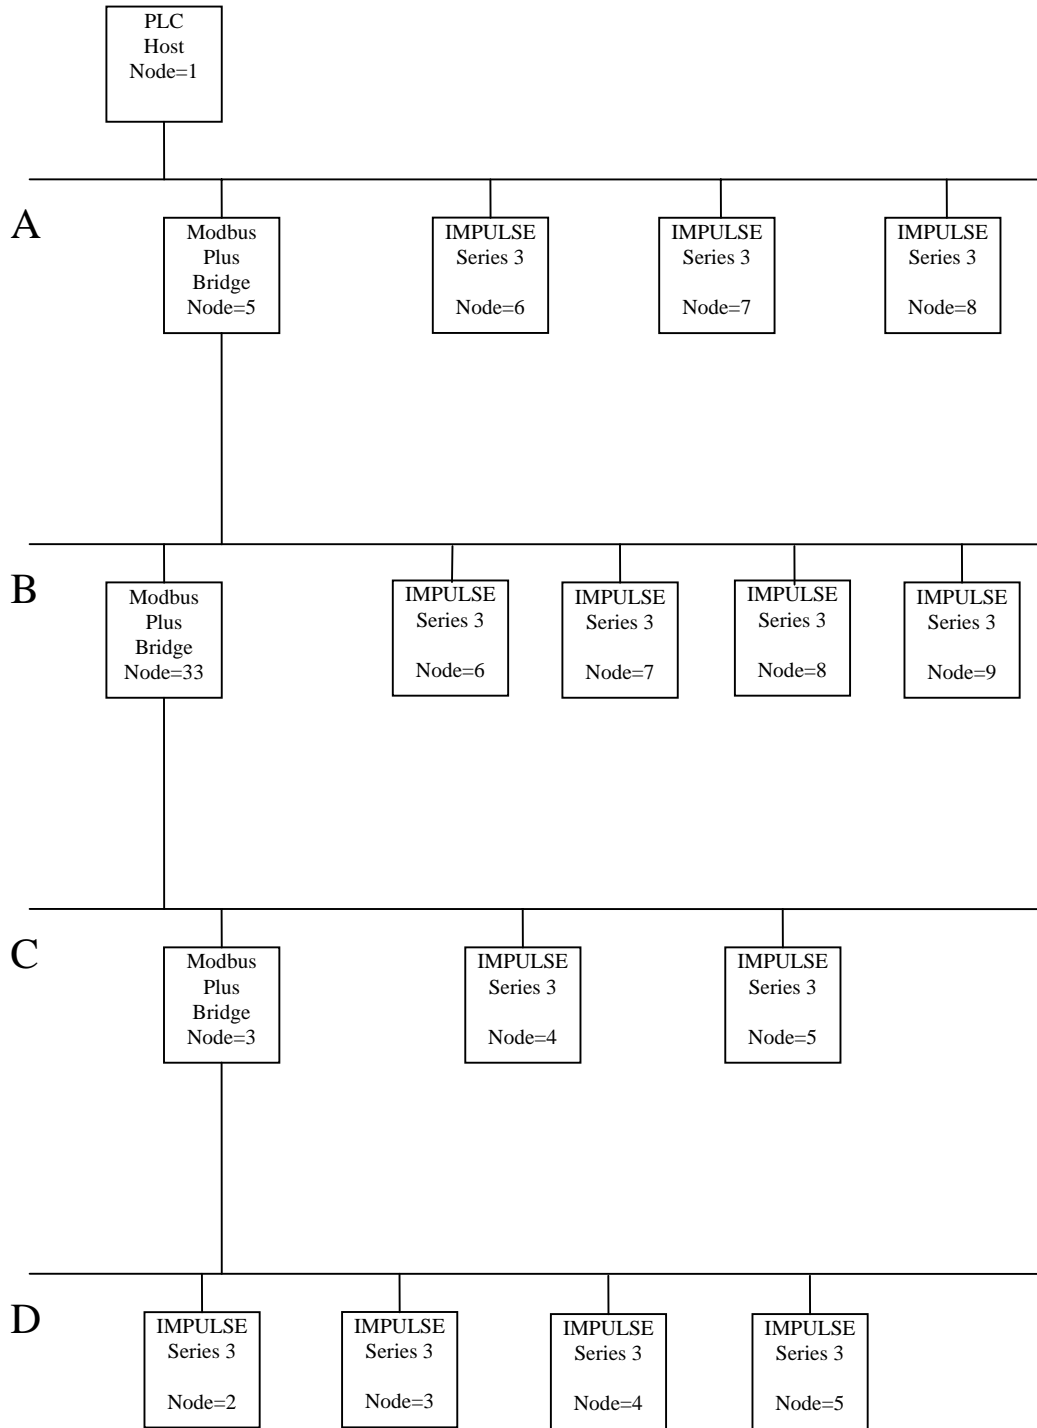 PLC
Host
Node=1
A
Modbus
Plus
Bridge
Node=5
IMPULSE
Series 3
Node=6
IMPULSE
Series 3
Node=7
IMPULSE
Series 3
Node=8
B
Modbus
Plus
Bridge
Node=33
IMPULSE
Series 3
Node=6
IMPULSE
Series 3
Node=7
IMPULSE
Series 3
Node=8
IMPULSE
Series 3
Node=9
C
Modbus
Plus
Bridge
Node=3
IMPULSE
Series 3
Node=4
IMPULSE
Series 3
Node=5
D
IMPULSE
Series 3
Node=2
IMPULSE
Series 3
Node=3
IMPULSE
Series 3
Node=4
IMPULSE
Series 3
Node=5